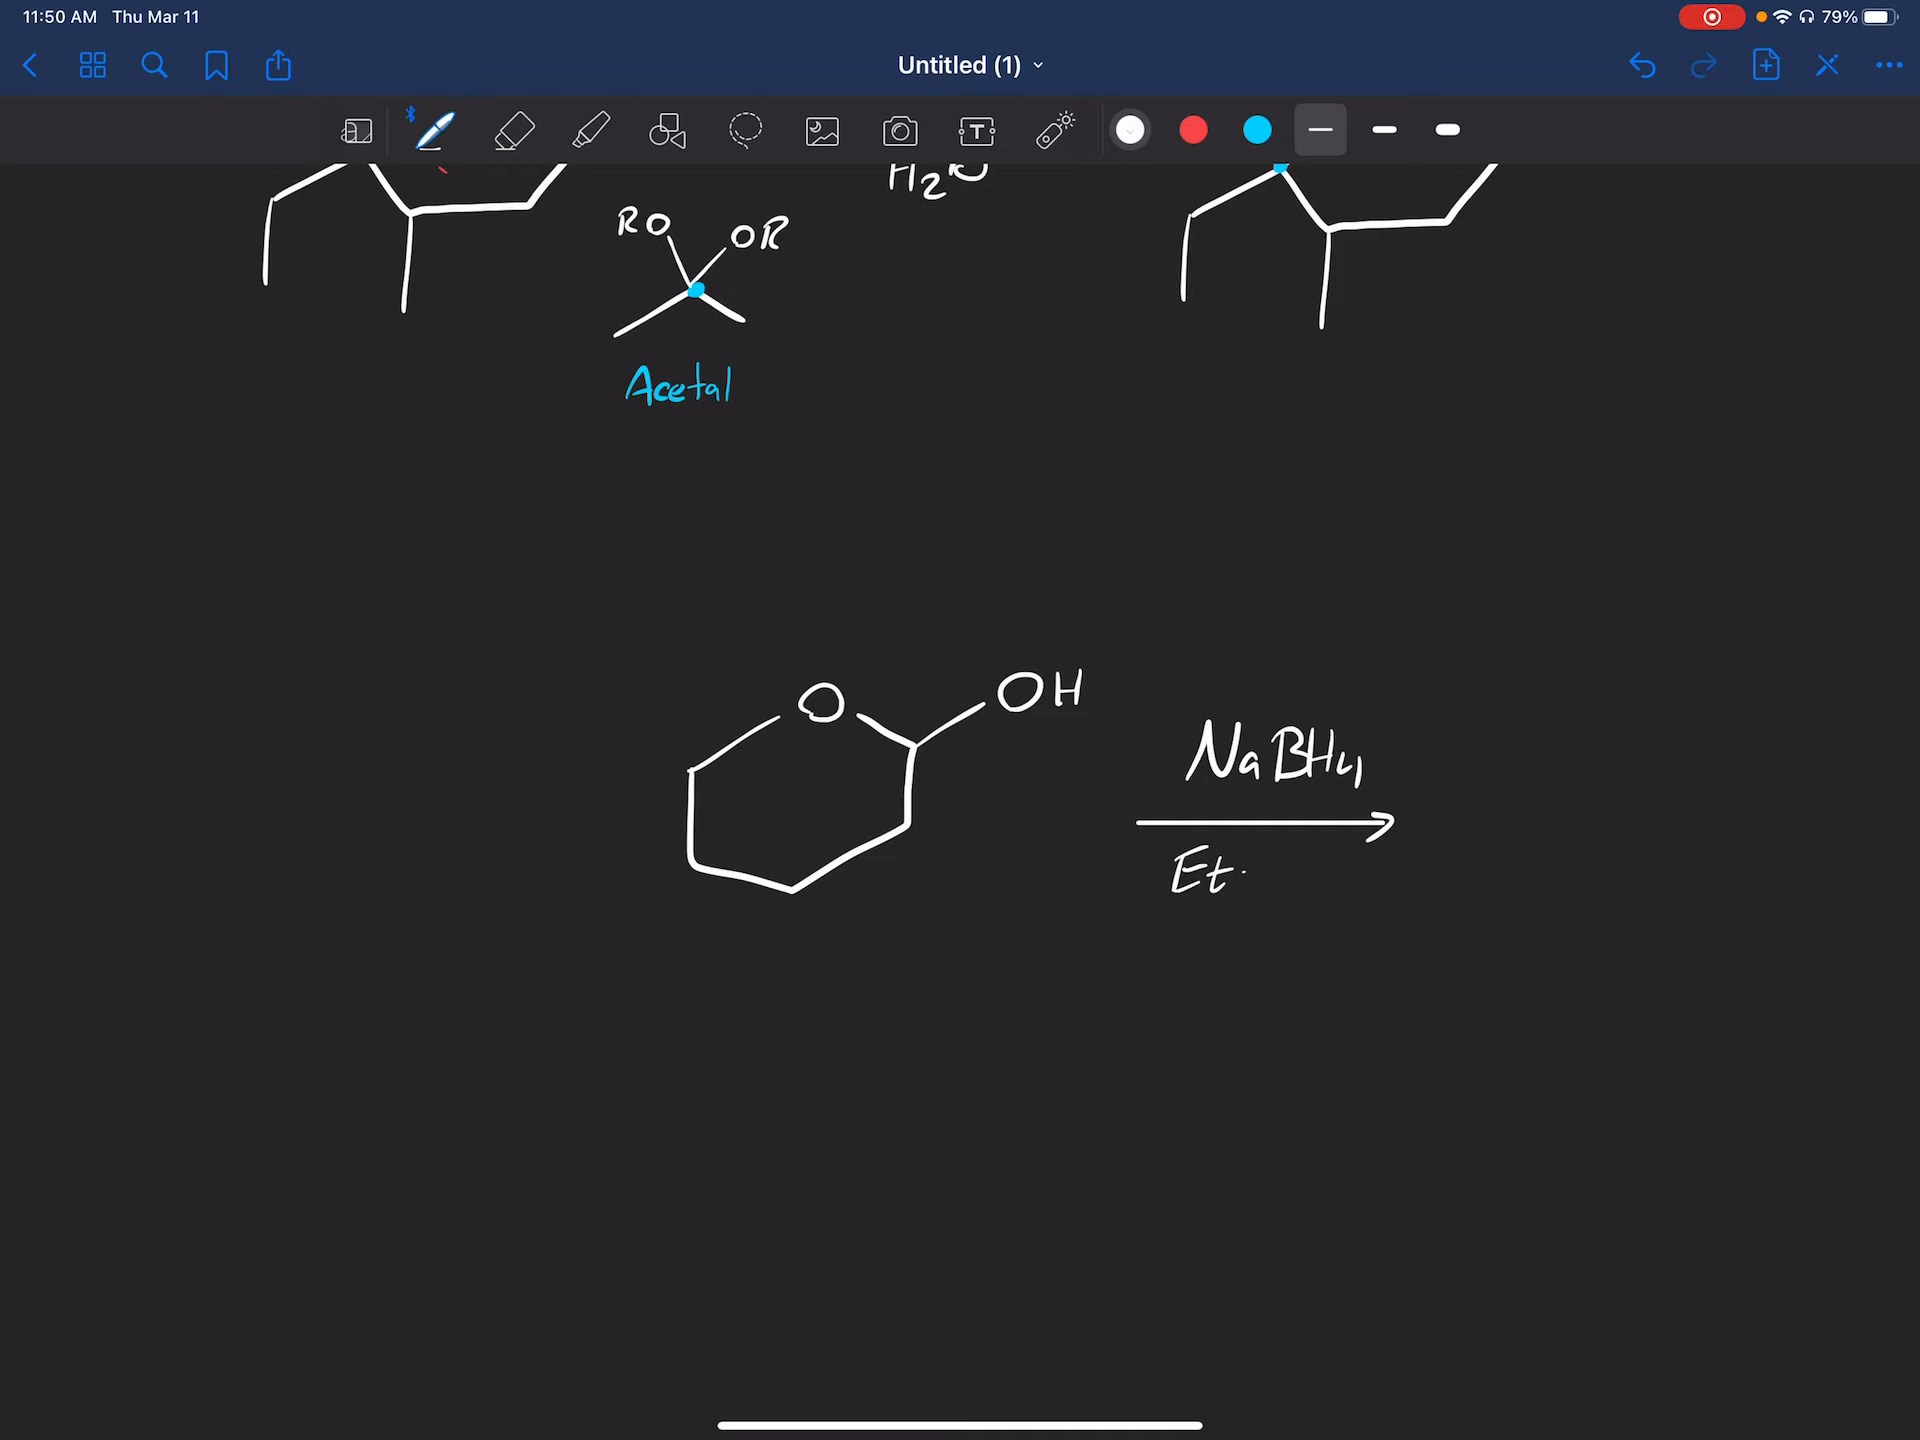 11:50 AM Thu Mar 11
79%
Untitled (1)
T
H2O
RO
OR
Acetal
O
OH
NaBH4
Et